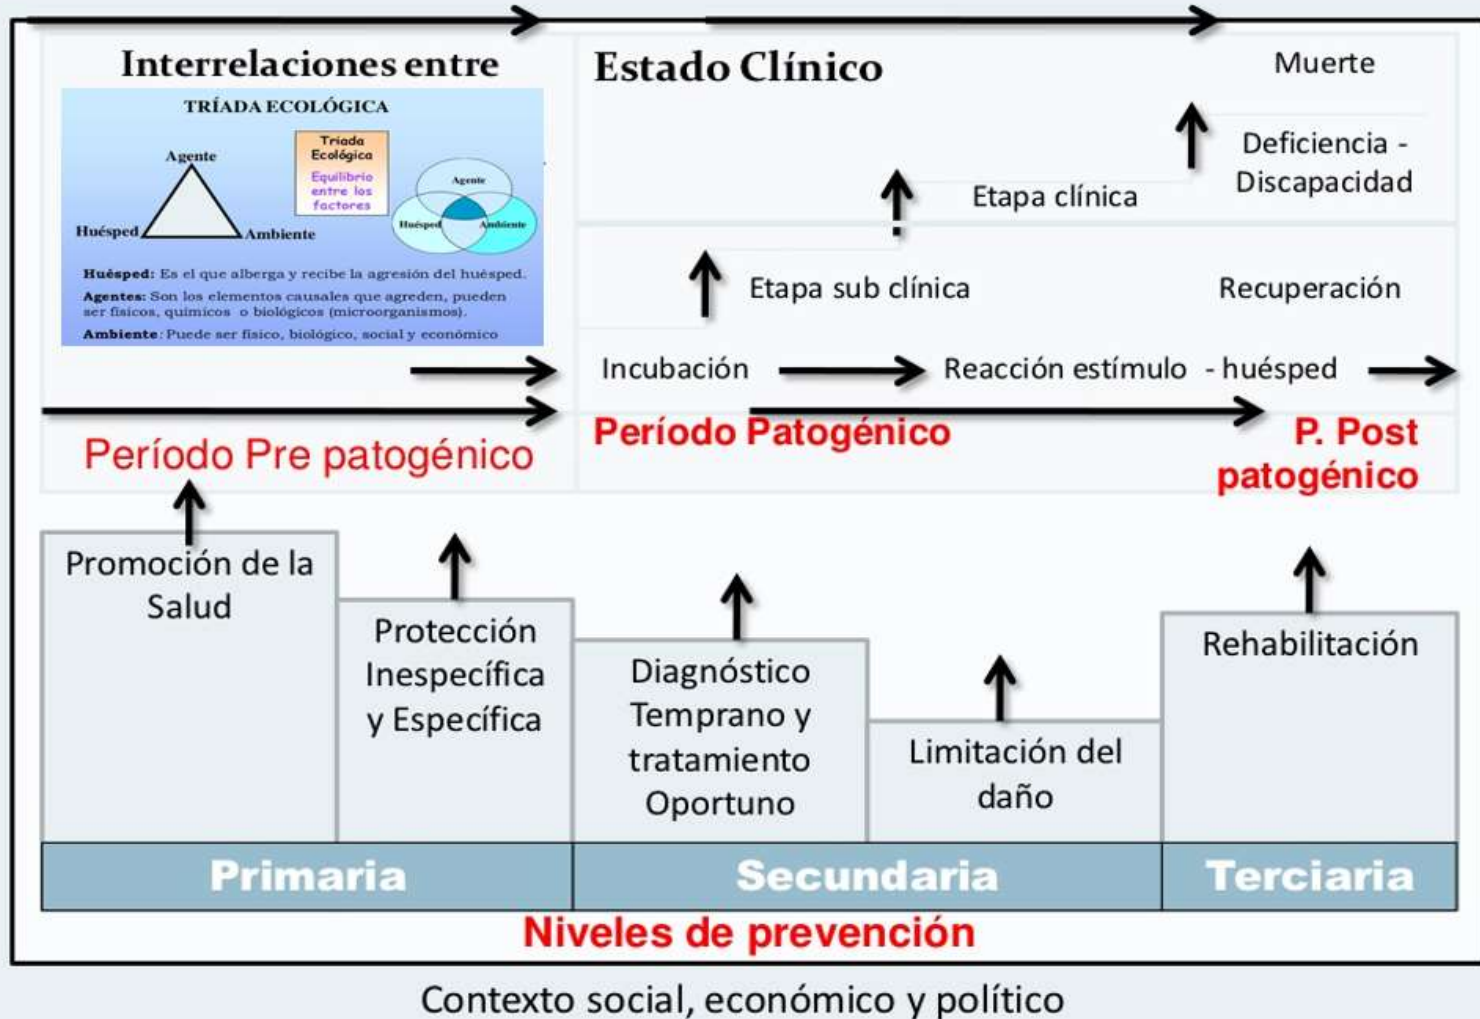 Interrelaciones entre
TRÍADA ECOLÓGICA
Agente
Huésped
Ambiente
Triada
Ecológica
Equilibrio
entre los
factores
Agente
Huésped
Ambiente
Huésped: Es el que alberga y recibe la agresión del huésped.
Agentes: Son los elementos causales que agreden, pueden
ser físicos, químicos o biológicos (microorganismos).
Ambiente: Puede ser físico, biológico, social y económico
Estado Clínico
Muerte
Deficiencia -
Discapacidad
Etapa clínica
Etapa sub clínica
Recuperación
Incubación
Reacción estímulo - huésped
Período Pre patogénico
Período Patogénico
P. Post
patogénico
Promoción de la
Salud
Protección
Inespecífica
y Específica
Diagnóstico
Temprano y
tratamiento
Oportuno
Limitación del
daño
Rehabilitación
Primaria
Secundaria
Terciaria
Niveles de prevención
Contexto social, económico y político